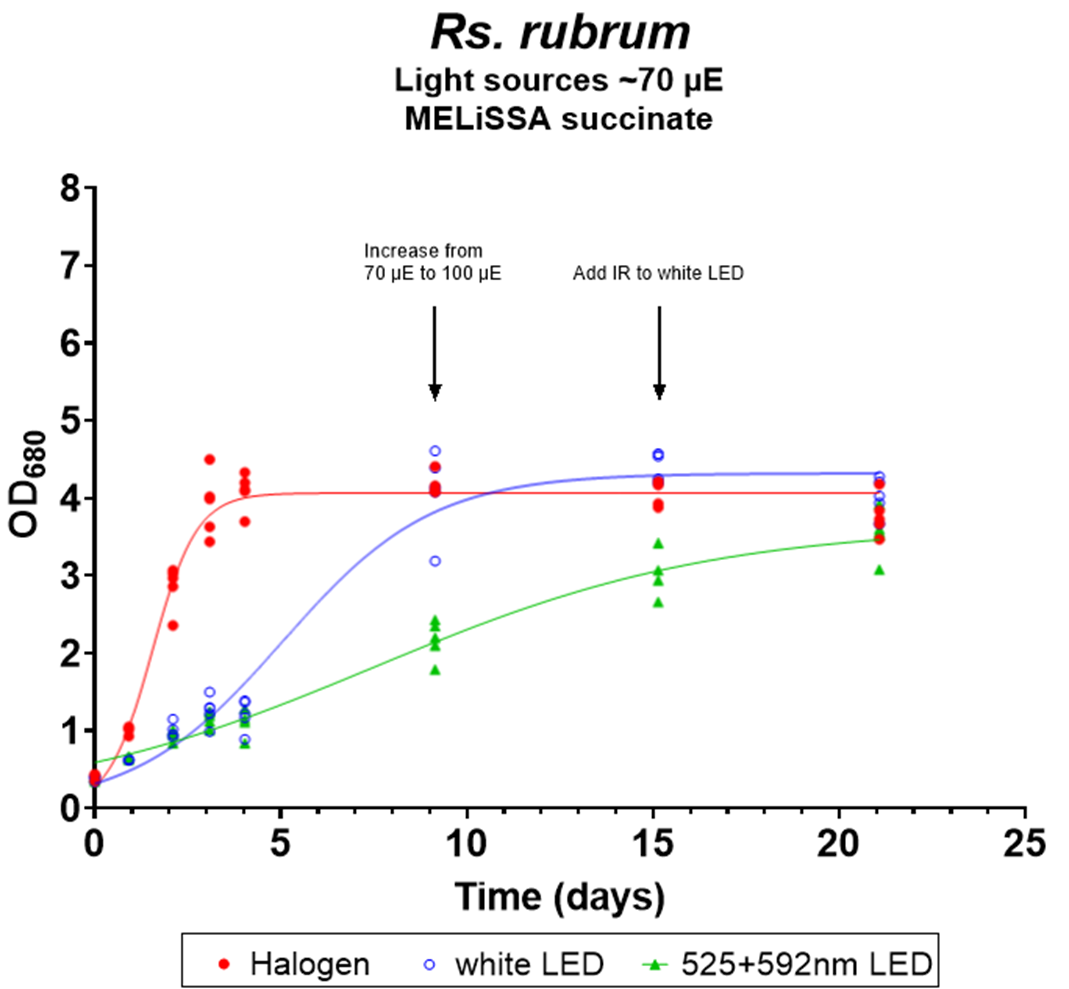 Rs. rubrum
Light sources ~70 µE
MELiSSA succinate
8
7
6
5
4
3
2
1
0
OD680
Increase from
70 µE to 100 µE
Add IR to white LED
0 5 10 15 20 25
Time (days)
Halogen white LED 525+592nm LED